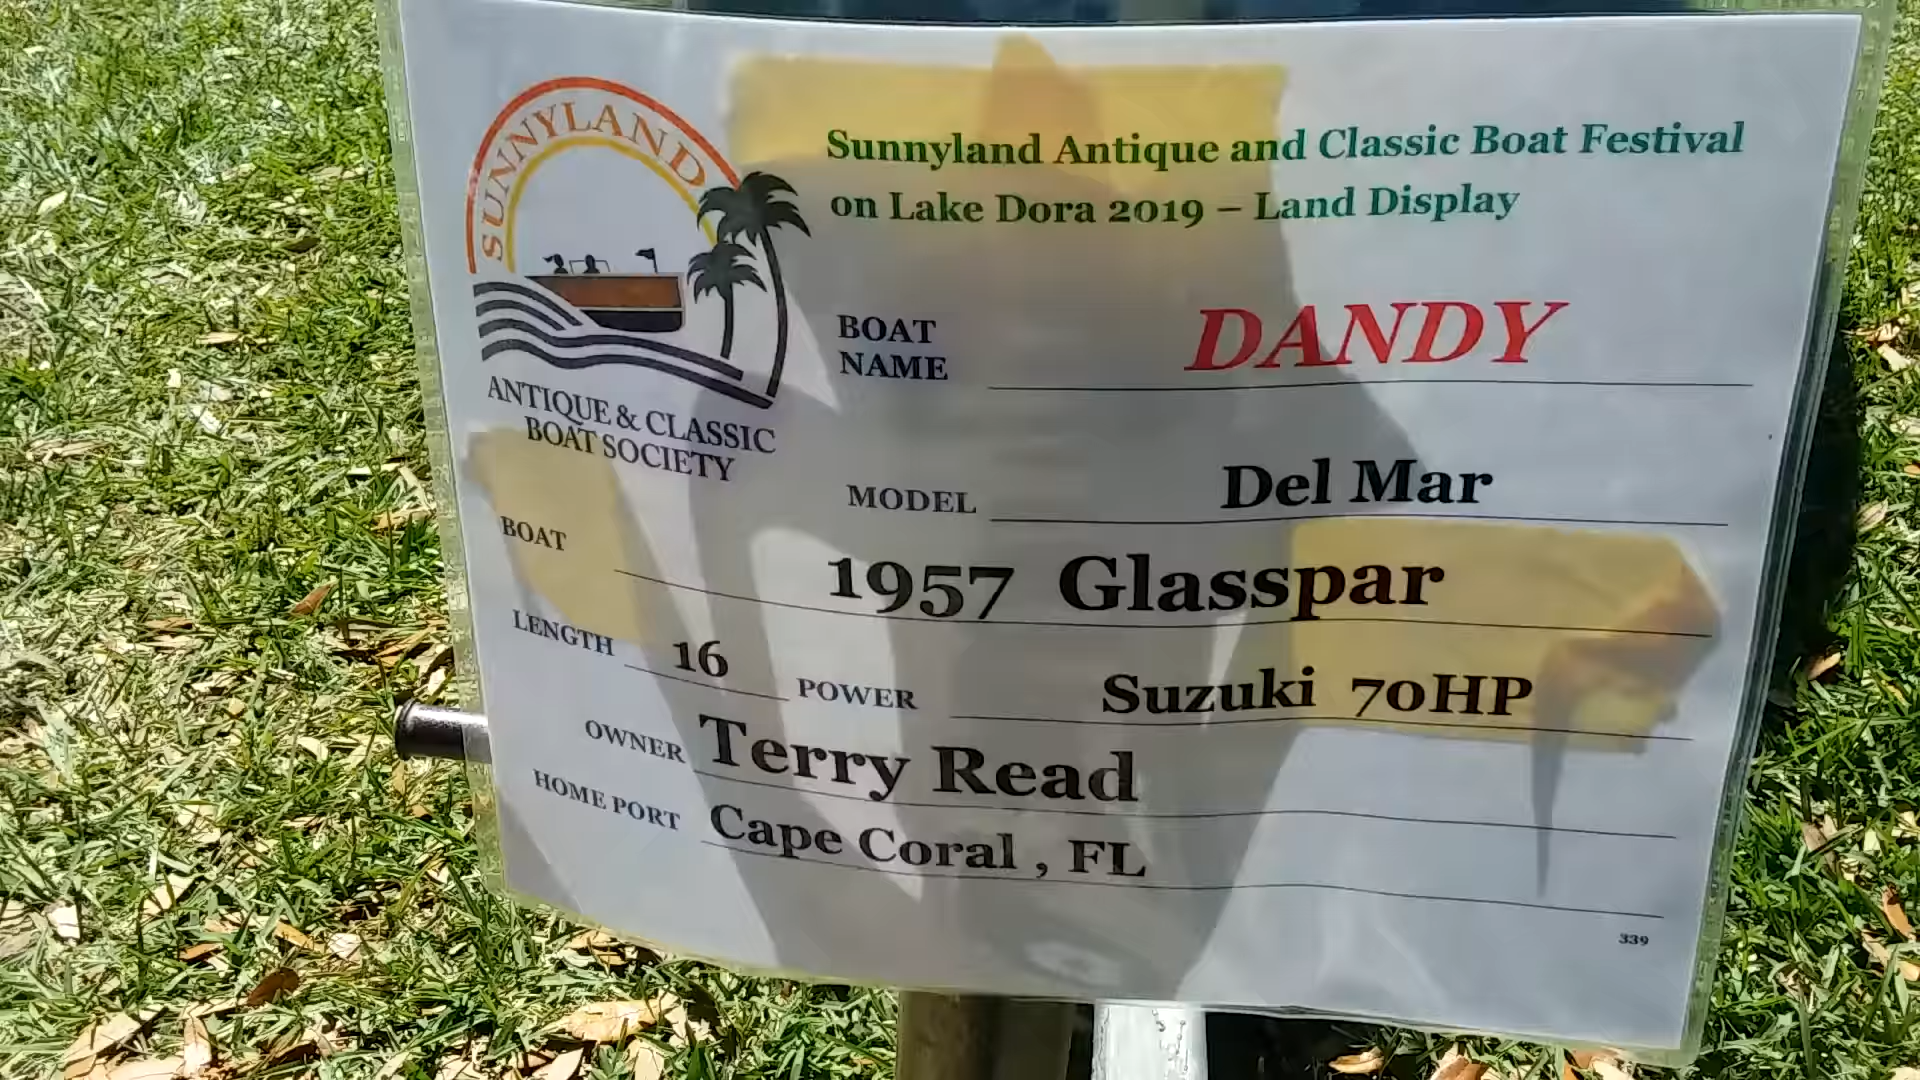 SUNNYLAND
ANTIQUE & CLASSIC
BOAT SOCIETY
Sunnyland Antique and Classic Boat Festival
on Lake Dora 2019 – Land Display
BOAT
NAME DANDY
MODEL Del Mar
BOAT 1957 Glasspar
LENGTH 16 POWER Suzuki 70HP
OWNER Terry Read
HOME PORT Cape Coral , FL
339